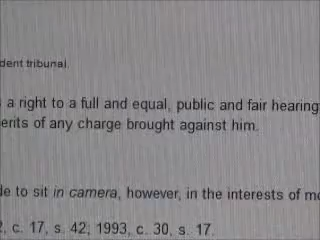 dent tribunal.
a right to a full and equal, public and fair hearing
erits of any charge brought against him.
de to sit in camera, however, in the interests of mo
, c. 17, s. 42; 1993, c. 30, s. 17.